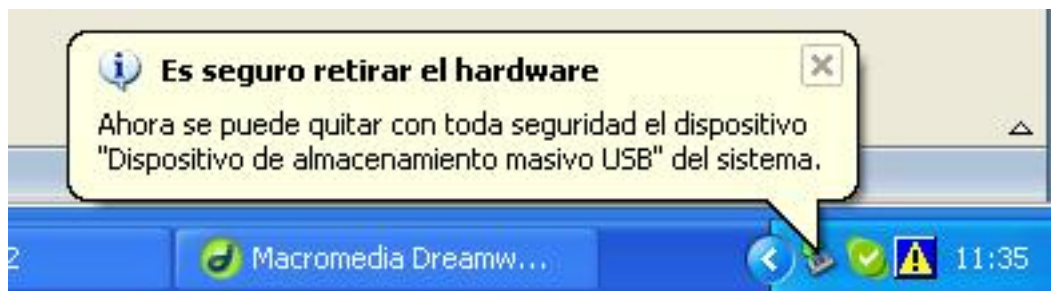 Es seguro retirar el hardware
Ahora se puede quitar con toda seguridad el dispositivo
"Dispositivo de almacenamiento masivo USB" del sistema.
2
Macromedia Dreamw...
11:35